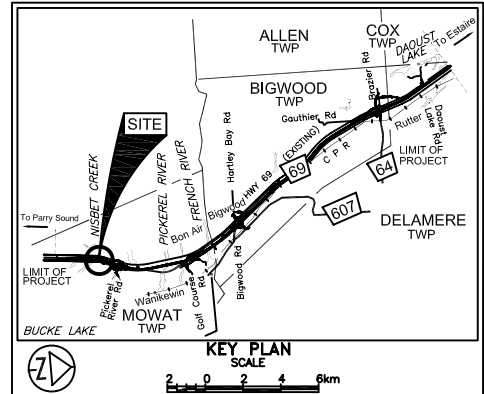 ALLEN
TWP
COX
TWP
To Estaire
DAOUST
LAKE
BIGWOOD
TWP
Brazier Rd
Gauthier Rd
SITE
Hartley Bay Rd
(EXISTING)
Rutter
Daoust
Lake Rd
LIMIT OF
PROJECT
C P R
69
64
NISBET CREEK
PICKEREL RIVER
FRENCH RIVER
HWY 69
607
DELAMERE
TWP
To Parry Sound
Bon Air
Bigwood
LIMIT OF
PROJECT
Pickerel
River Rd
Wanikewin
Golf Course
Rd
Bigwood Rd
MOWAT
TWP
BUCKE LAKE
KEY PLAN
SCALE
Z
2 0 2 4 6km